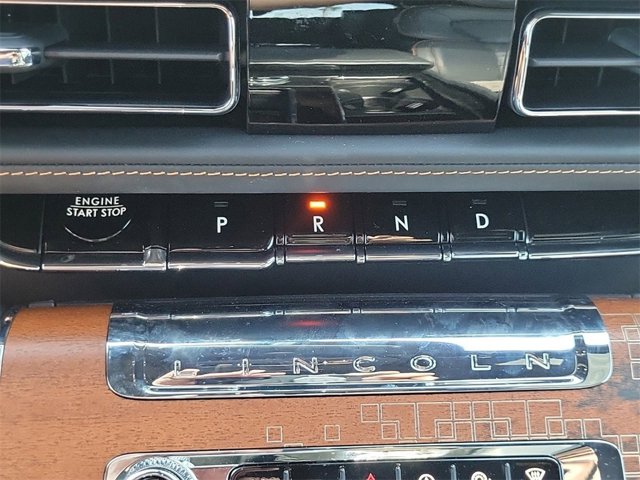 ENGINE
START STOP
P R N D
LINCOLN